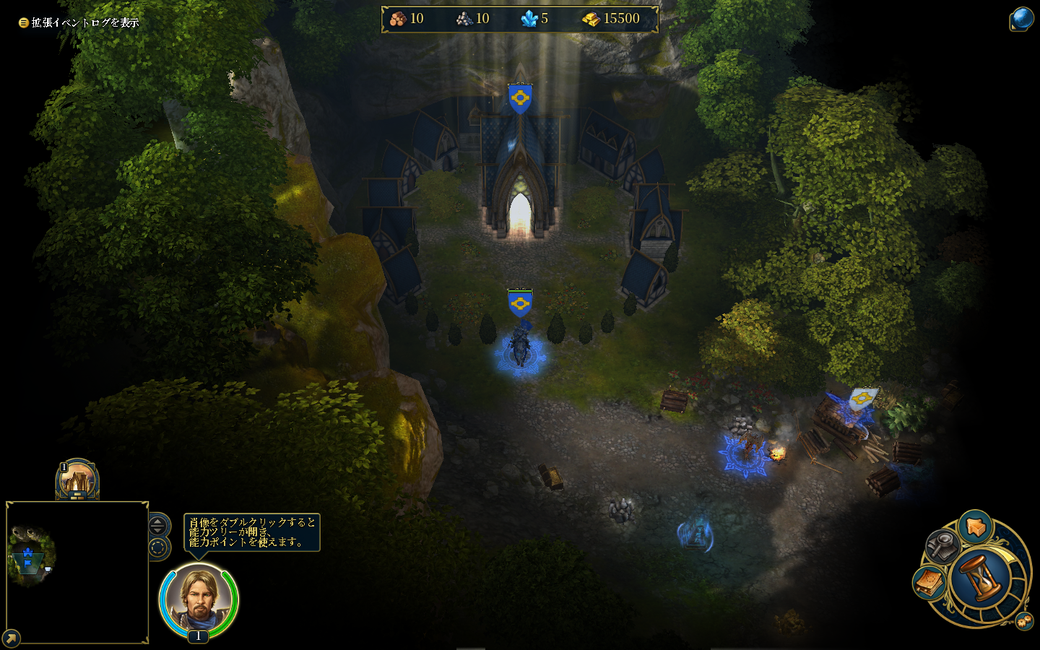 拡張イベントログを表示
10
10
5
15500
1
肖像をダブルクリックすると
能力ツリーが開き、
能力ポイントを使えます。
1